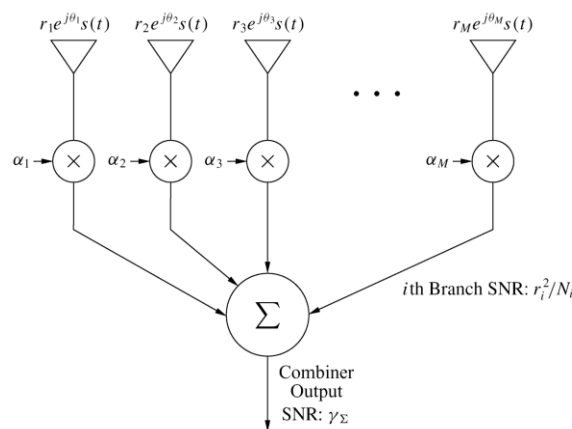 r₁e^{jθ₁}s(t) r₂e^{jθ₂}s(t) r₃e^{jθ₃}s(t) r_M e^{jθ_M}s(t)
• • •
α₁ × α₂ × α₃ × α_M ×
Σ
ith Branch SNR: r_i²/N_i
Combiner
Output
SNR: γ_Σ